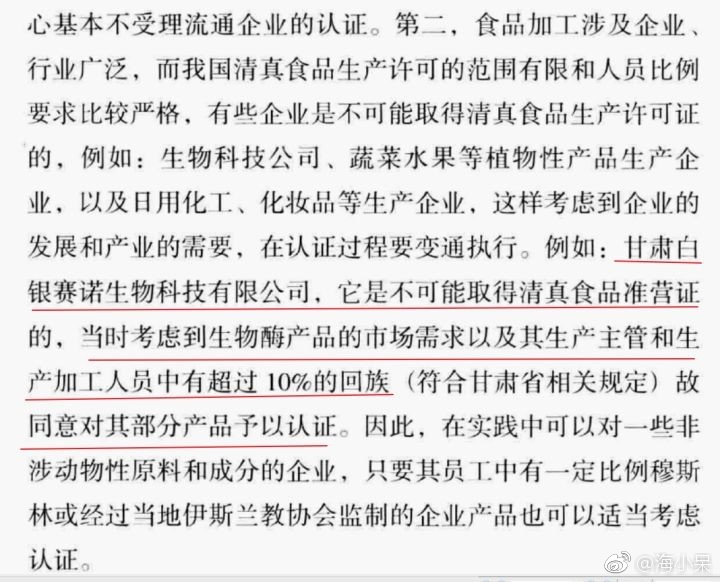 心基本不受理流通企业的认证。第二，食品加工涉及企业、
行业广泛，而我国清真食品生产许可的范围有限和人员比例
要求比较严格，有些企业是不可能取得清真食品生产许可证
的，例如：生物科技公司、蔬菜水果等植物性产品生产企
业，以及日用化工、化妆品等生产企业，这样考虑到企业的
发展和产业的需要，在认证过程要变通执行。例如：甘肃白
银赛诺生物科技有限公司，它是不可能取得清真食品准营证
的，当时考虑到生物酶产品的市场需求以及其生产主管和生
产加工人员中有超过10%的回族（符合甘肃省相关规定）故
同意对其部分产品予以认证。因此，在实践中可以对一些非
涉动物性原料和成分的企业，只要其员工中有一定比例穆斯
林或经过当地伊斯兰教协会监制的企业产品也可以适当考虑
认证。
@海小杲